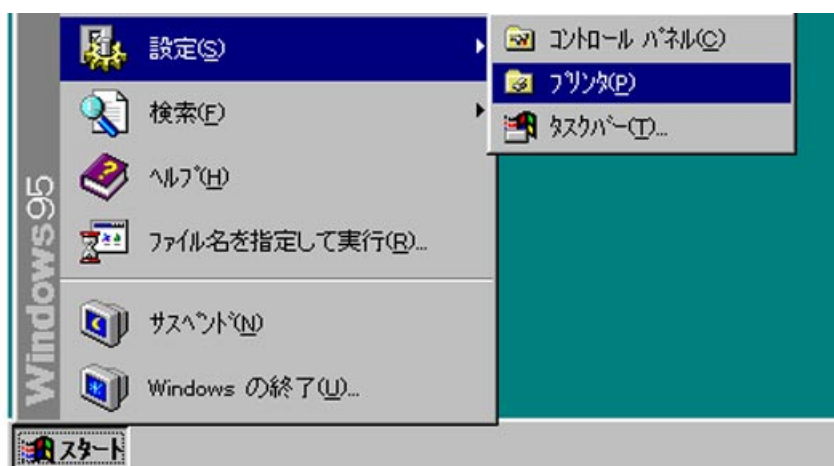 設定(S)
検索(F)
ヘルプ(H)
ファイル名を指定して実行(R)...
サスペンド(N)
Windows の終了(U)...
コントロール パネル(C)
プリンタ(P)
タスクバー(T)...
Windows95
スタート